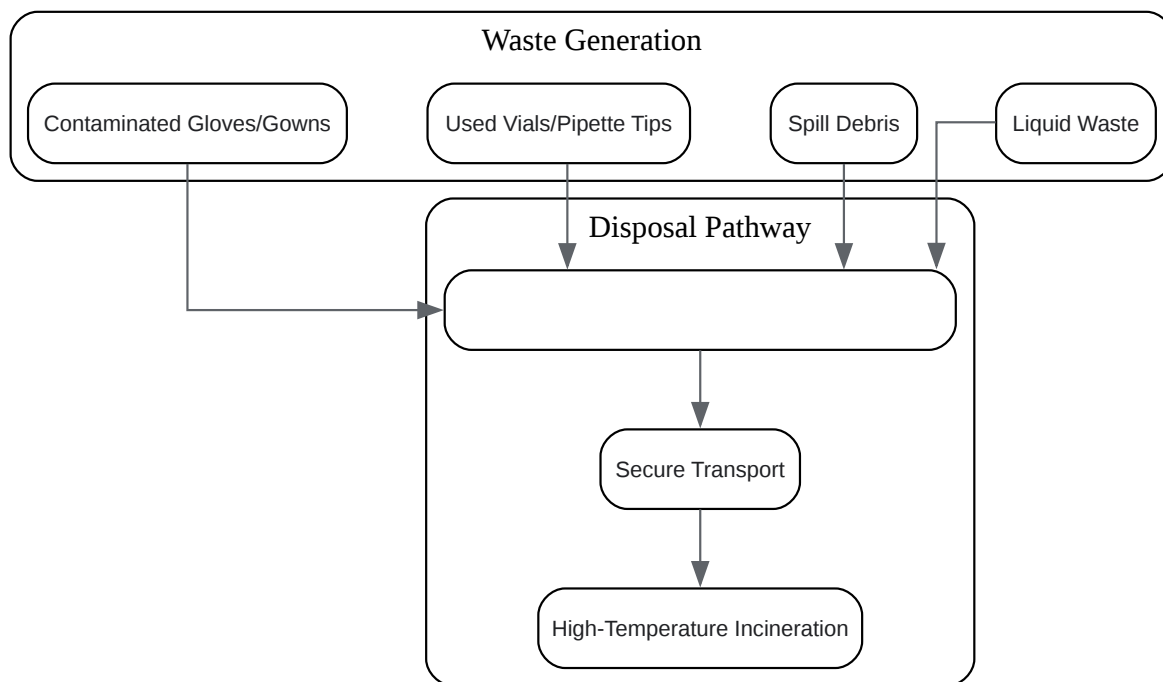 Waste Generation
Contaminated Gloves/Gowns
Used Vials/Pipette Tips
Spill Debris
Liquid Waste
Disposal Pathway
Secure Transport
High-Temperature Incineration